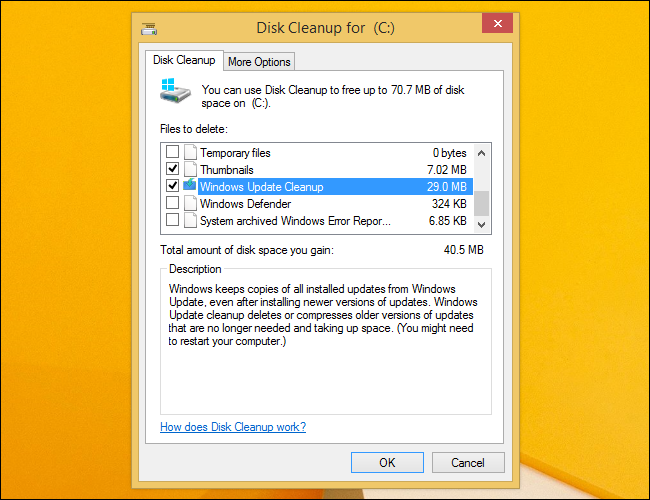 Disk Cleanup for (C:)
Disk Cleanup
More Options
You can use Disk Cleanup to free up to 70.7 MB of disk
space on (C:).
Files to delete:
Temporary files 0 bytes
Thumbnails 7.02 MB
Windows Update Cleanup 29.0 MB
Windows Defender 324 KB
System archived Windows Error Repor... 6.85 KB
Total amount of disk space you gain: 40.5 MB
Description
Windows keeps copies of all installed updates from Windows
Update, even after installing newer versions of updates. Windows
Update cleanup deletes or compresses older versions of updates
that are no longer needed and taking up space. (You might need
to restart your computer.)
How does Disk Cleanup work?
OK
Cancel